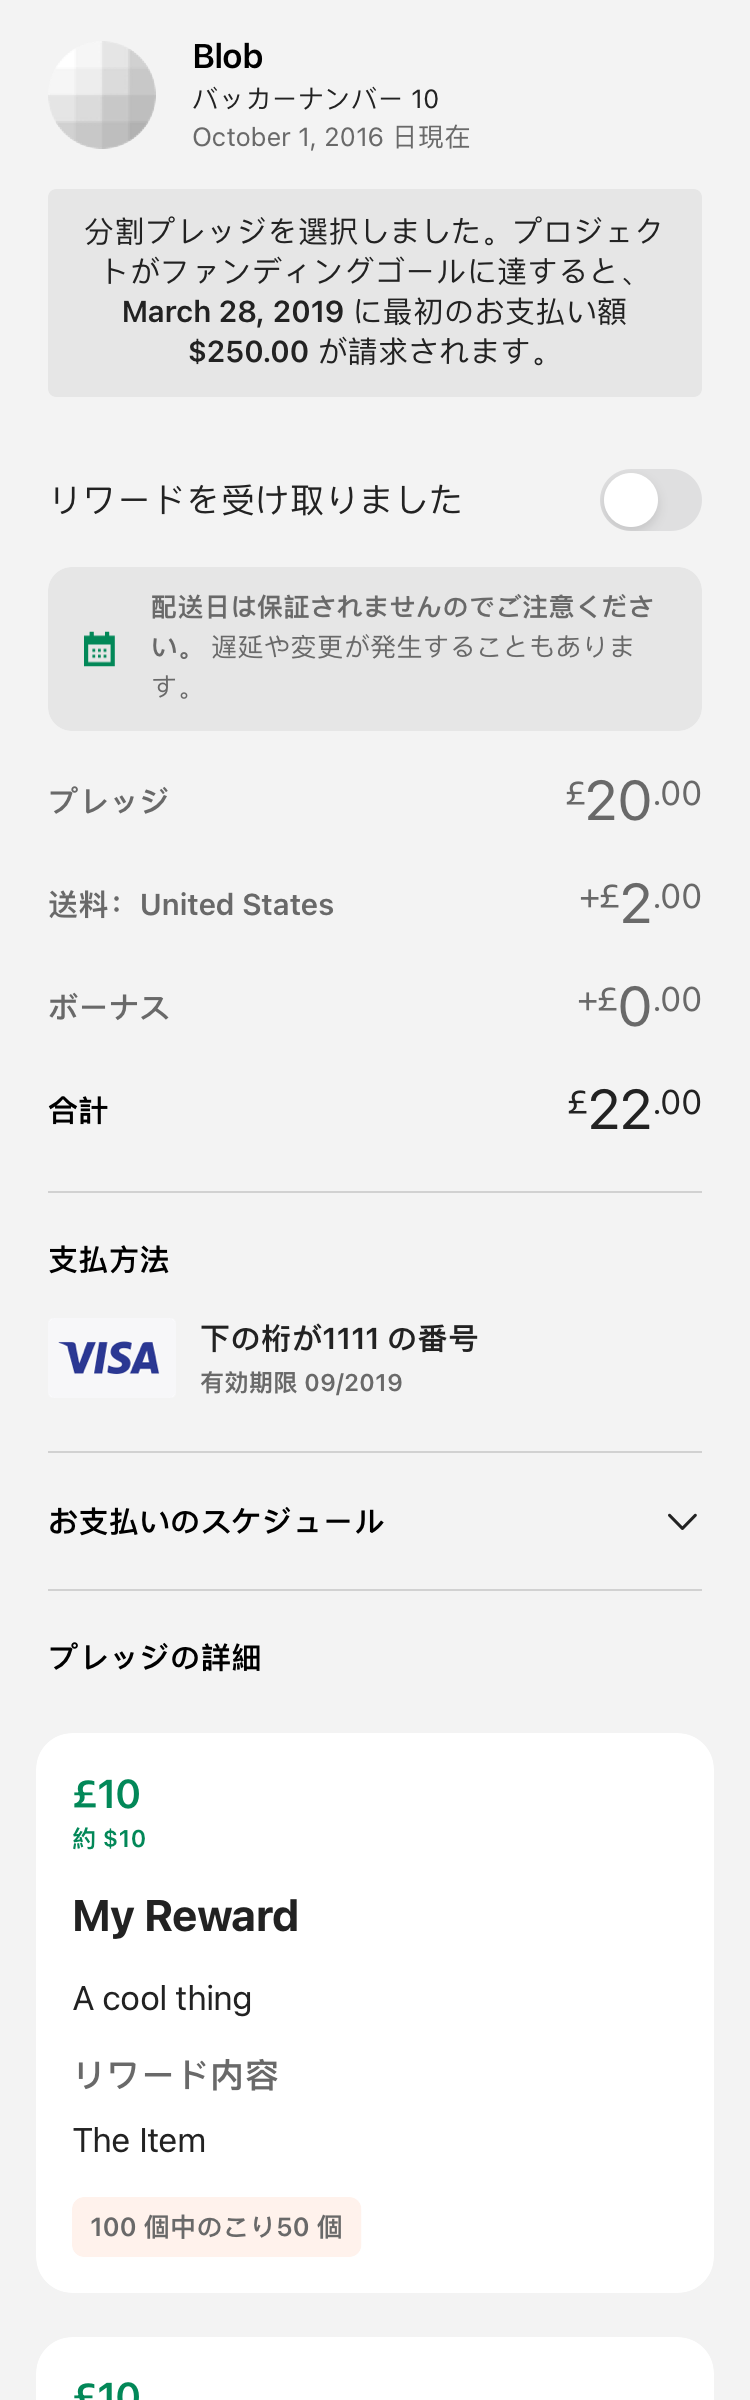 Blob
バッカーナンバー 10
October 1, 2016 日現在
分割プレッジを選択しました。プロジェク
トがファンディングゴールに達すると、
March 28, 2019 に最初のお支払い額
$250.00 が請求されます。
リワードを受け取りました
配送日は保証されませんのでご注意くださ
い。 遅延や変更が発生することもありま
す。
プレッジ £20.00
送料： United States +£2.00
ボーナス +£0.00
合計 £22.00
支払方法
VISA
下の桁が1111 の番号
有効期限 09/2019
お支払いのスケジュール
プレッジの詳細
£10
約 $10
My Reward
A cool thing
リワード内容
The Item
100 個中のこり50 個
£10